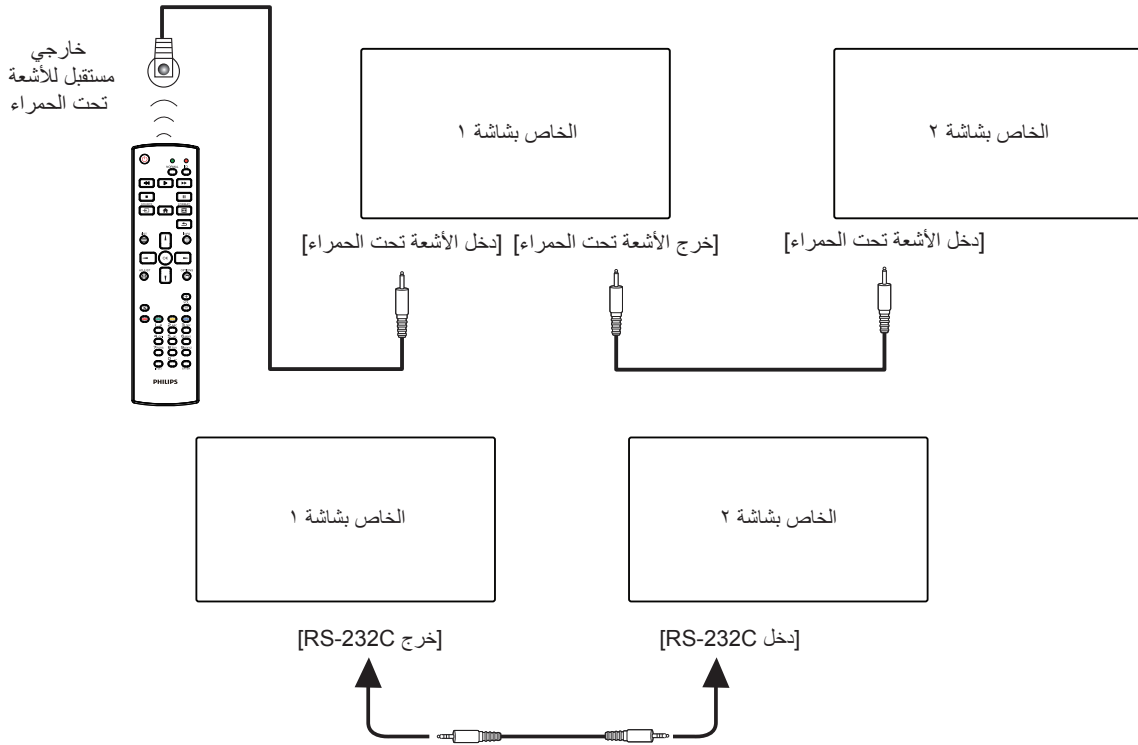 خارجي
مستقبل للأشعة
تحت الحمراء
الخاص بشاشة ١
الخاص بشاشة ٢
[دخل الأشعة تحت الحمراء]
[خرج الأشعة تحت الحمراء]
[دخل الأشعة تحت الحمراء]
PHILIPS
الخاص بشاشة ١
الخاص بشاشة ٢
[خرج RS-232C]
[دخل RS-232C]